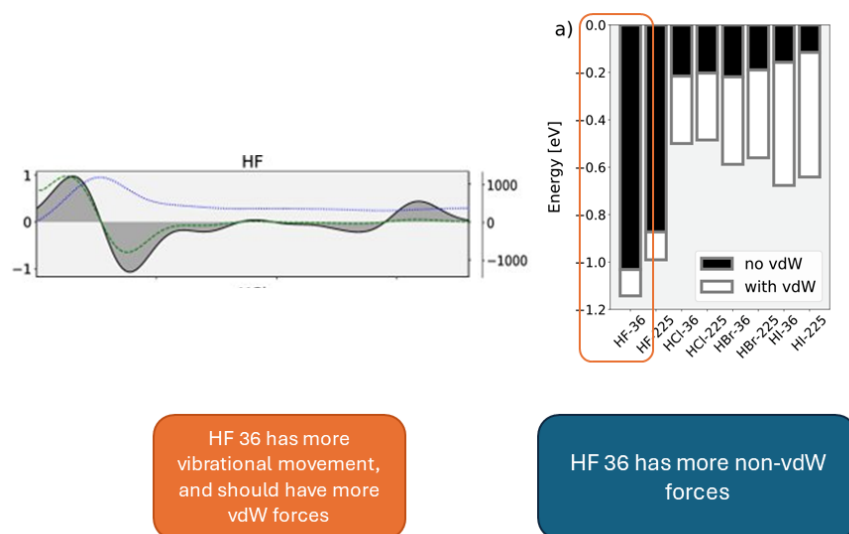 HF
1
0
−1
1000
0
−1000
a)
Energy [eV]
0.0
−0.2
−0.4
−0.6
−0.8
−1.0
−1.2
no vdW
with vdW
HF-36
HF-225
HCl-36
HCl-225
HBr-36
HBr-225
HI-36
HI-225
HF 36 has more
vibrational movement,
and should have more
vdW forces
HF 36 has more non-vdW
forces